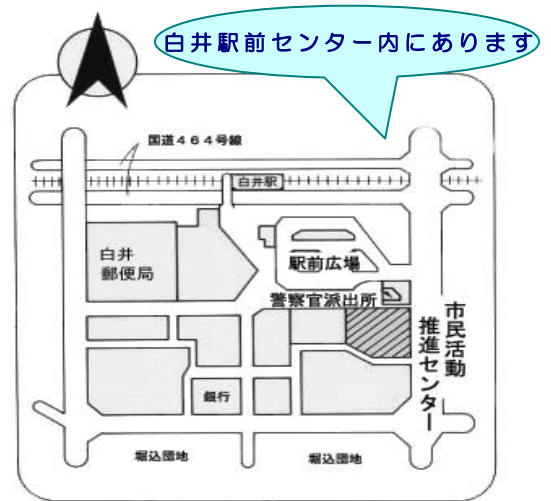 白井駅前センター内にあります
国道464号線
白井駅
白井
郵便局
駅前広場
警察官派出所
市民活動
推進センター
銀行
堀込団地
堀込団地